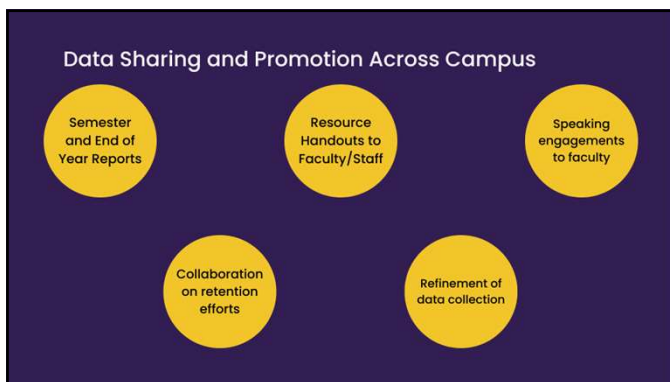 Data Sharing and Promotion Across Campus
Semester
and End of
Year Reports
Resource
Handouts to
Faculty/Staff
Speaking
engagements
to faculty
Collaboration
on retention
efforts
Refinement of
data collection